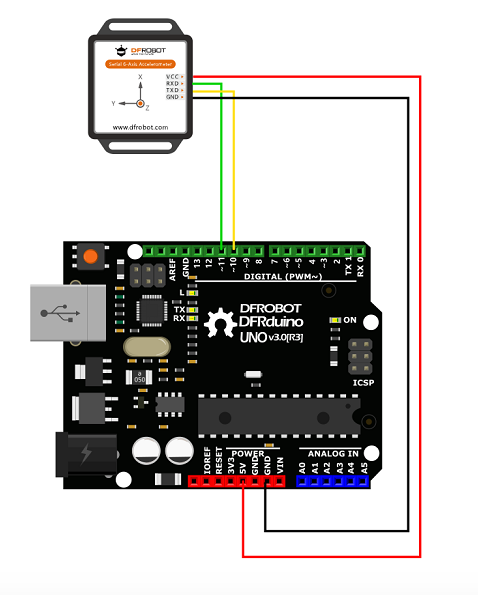 DFROBOT
Serial 6-Axis Accelerometer
VCC
RXD
TXD
GND
X
Y
Z
www.dfrobot.com
AREF
GND
13
12
~11
~10
~9
8
7
~6
~5
4
~3
2
TX 1
RX 0
DIGITAL (PWM~)
L
TX
RX
DFROBOT
DFRduino
UNO v3.0[R3]
ON
ICSP
a
050
IOREF
RESET
3V3
5V
GND
GND
VIN
POWER
ANALOG IN
A0
A1
A2
A3
A4
A5